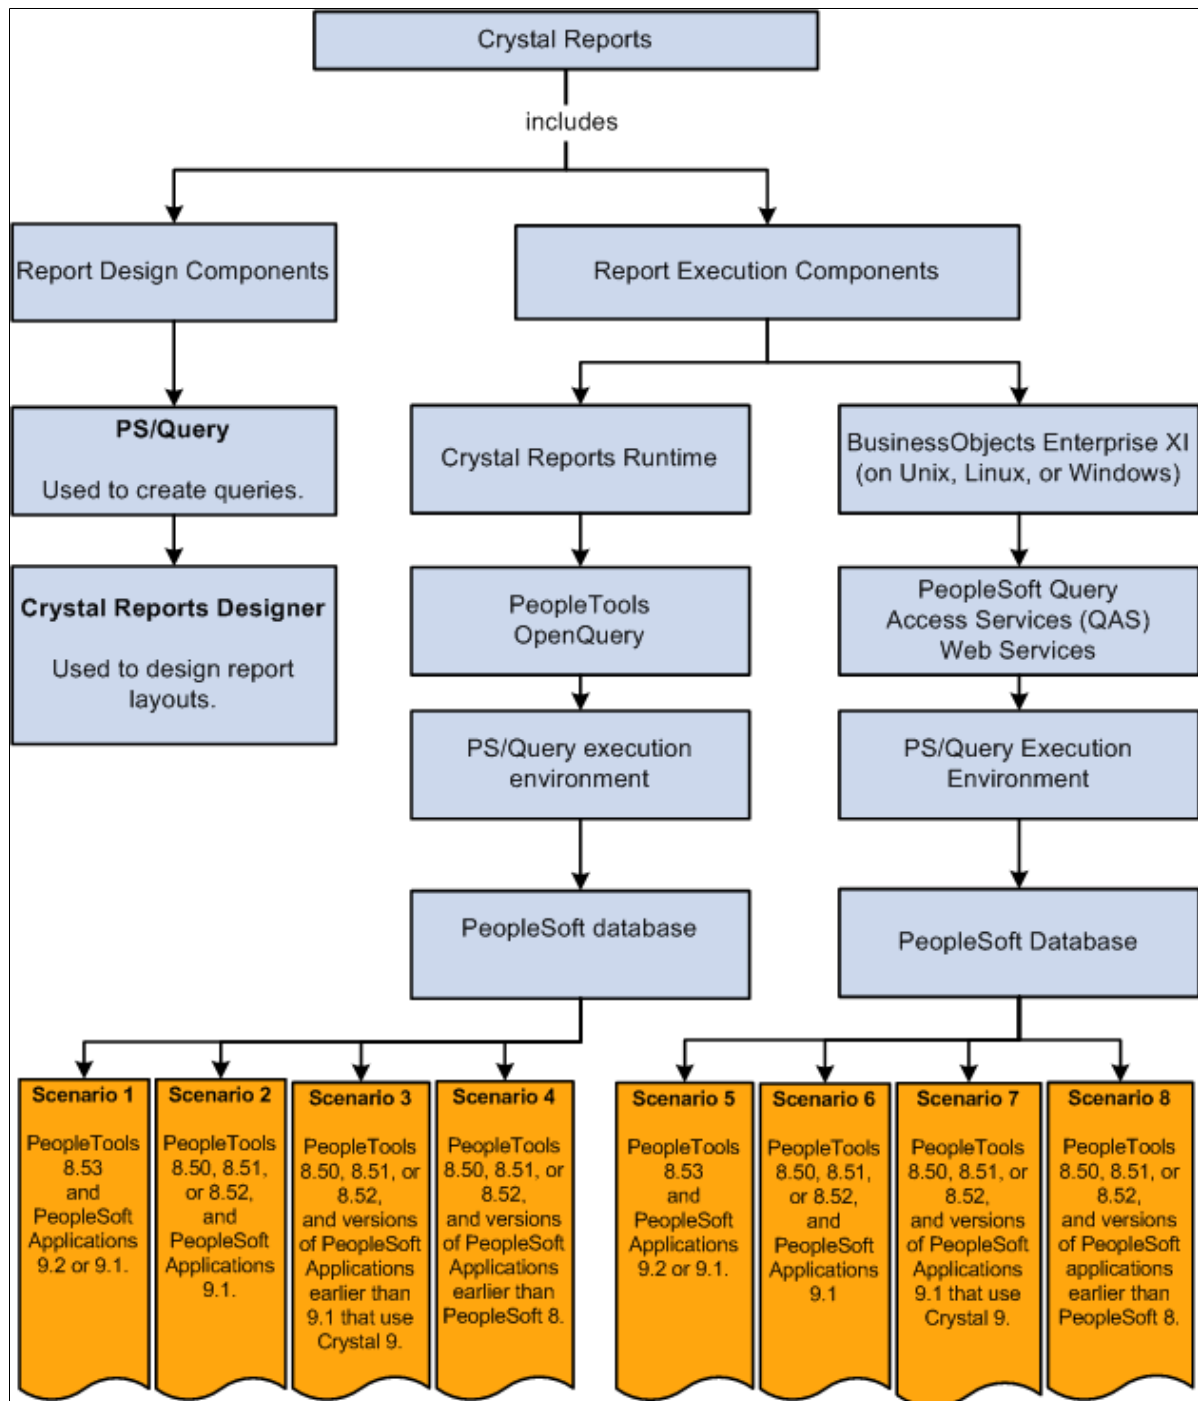 Crystal Reports
includes
Report Design Components
Report Execution Components
PS/Query
Used to create queries.
Crystal Reports Designer
Used to design report
layouts.
Crystal Reports Runtime
PeopleTools
OpenQuery
PS/Query execution
environment
PeopleSoft database
BusinessObjects Enterprise XI
(on Unix, Linux, or Windows)
PeopleSoft Query
Access Services (QAS)
Web Services
PS/Query Execution
Environment
PeopleSoft Database
Scenario 1
PeopleTools
8.53
and
PeopleSoft
Applications
9.2 or 9.1.
Scenario 2
PeopleTools
8.50, 8.51,
or 8.52,
and
PeopleSoft
Applications
9.1.
Scenario 3
PeopleTools
8.50, 8.51, or
8.52,
and versions
of PeopleSoft
Applications
earlier than
9.1 that use
Crystal 9.
Scenario 4
PeopleTools
8.50, 8.51, or
8.52,
and versions
of PeopleSoft
Applications
earlier than
PeopleSoft 8.
Scenario 5
PeopleTools
8.53
and
PeopleSoft
Applications
9.2 or 9.1.
Scenario 6
PeopleTools
8.50, 8.51,
or 8.52,
and
PeopleSoft
Applications
9.1
Scenario 7
PeopleTools
8.50, 8.51, or
8.52,
and versions
of PeopleSoft
Applications
9.1 that use
Crystal 9.
Scenario 8
PeopleTools
8.50, 8.51, or
8.52,
and versions
of PeopleSoft
applications
earlier than
PeopleSoft 8.